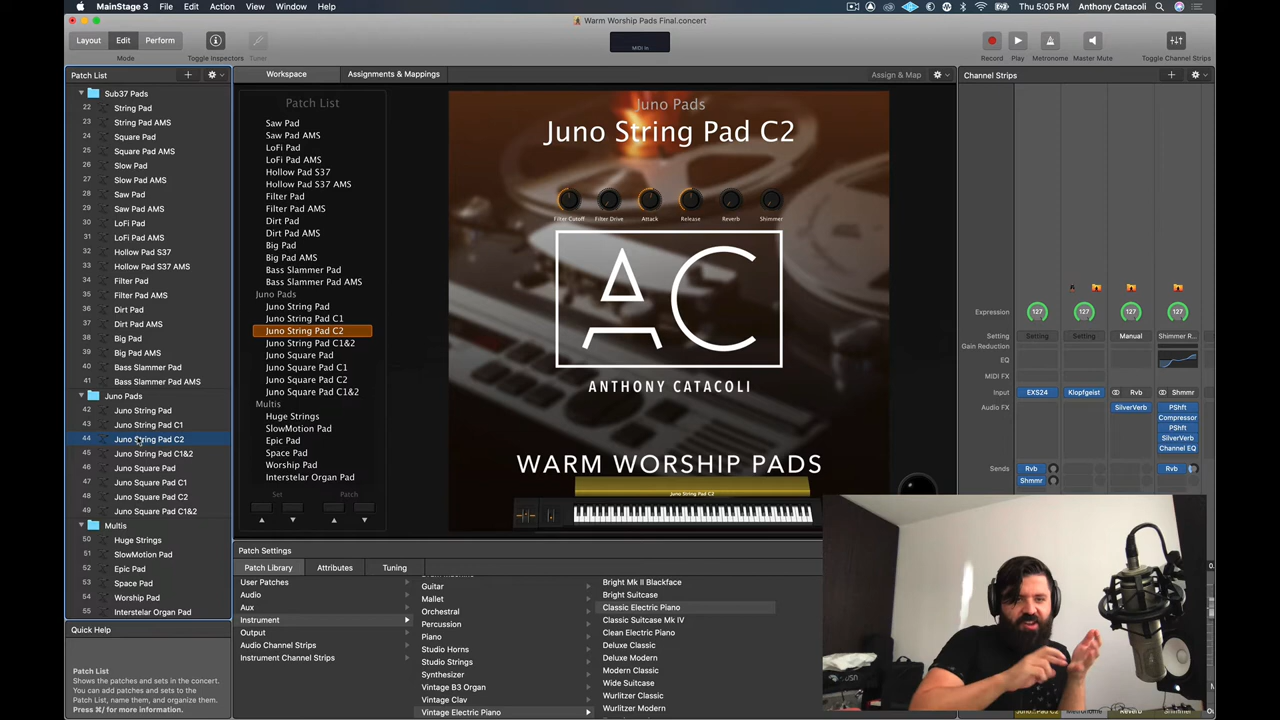 MainStage 3 File Edit Action View Window Help
Thu 5:05 PM Anthony Catacoli
Warm Worship Pads Final.concert
Layout Edit Perform
Mode
Toggle Inspectors
Tuner
MIDI In
Record Play Metronome Master Mute Toggle Channel Strips
Patch List
Sub37 Pads
22 String Pad
23 String Pad AMS
24 Square Pad
25 Square Pad AMS
26 Slow Pad
27 Slow Pad AMS
28 Saw Pad
29 Saw Pad AMS
30 LoFi Pad
31 LoFi Pad AMS
32 Hollow Pad S37
33 Hollow Pad S37 AMS
34 Filter Pad
35 Filter Pad AMS
36 Dirt Pad
37 Dirt Pad AMS
38 Big Pad
39 Big Pad AMS
40 Bass Slammer Pad
41 Bass Slammer Pad AMS
Juno Pads
42 Juno String Pad
43 Juno String Pad C1
44 Juno String Pad C2
45 Juno String Pad C1&2
46 Juno Square Pad
47 Juno Square Pad C1
48 Juno Square Pad C2
49 Juno Square Pad C1&2
Multis
50 Huge Strings
51 SlowMotion Pad
52 Epic Pad
53 Space Pad
54 Worship Pad
55 Interstelar Organ Pad
Quick Help
Patch List
Shows the patches and sets in the concert.
You can add patches and sets to the
Patch List, name them, and organize them.
Press ⌘/ for more information.
Workspace Assignments & Mappings Assign & Map
Patch List
Saw Pad
Saw Pad AMS
LoFi Pad
LoFi Pad AMS
Hollow Pad S37
Hollow Pad S37 AMS
Filter Pad
Filter Pad AMS
Dirt Pad
Dirt Pad AMS
Big Pad
Big Pad AMS
Bass Slammer Pad
Bass Slammer Pad AMS
Juno Pads
Juno String Pad
Juno String Pad C1
Juno String Pad C2
Juno String Pad C1&2
Juno Square Pad
Juno Square Pad C1
Juno Square Pad C2
Juno Square Pad C1&2
Multis
Huge Strings
SlowMotion Pad
Epic Pad
Space Pad
Worship Pad
Interstelar Organ Pad
Set Patch
Juno Pads
Juno String Pad C2
Filter Cutoff Filter Drive Attack Release Reverb Shimmer
AC
ANTHONY CATACOLI
WARM WORSHIP PADS
Juno String Pad C2
Patch Settings
Patch Library Attributes Tuning
User Patches
Audio
Aux
Instrument
Output
Audio Channel Strips
Instrument Channel Strips
Guitar
Mallet
Orchestral
Percussion
Piano
Studio Horns
Studio Strings
Synthesizer
Vintage B3 Organ
Vintage Clav
Vintage Electric Piano
Bright Mk II Blackface
Bright Suitcase
Classic Electric Piano
Classic Suitcase Mk IV
Clean Electric Piano
Deluxe Classic
Deluxe Modern
Modern Classic
Wide Suitcase
Wurlitzer Classic
Wurlitzer Modern
Channel Strips
Expression 127 127 127 127
Setting Setting Setting Manual Shimmer R...
Gain Reduction
EQ
MIDI FX
Input EXS24 Klopfgeist Rvb Shmmr
Audio FX SilverVerb PShft
Compressor
PShft
SilverVerb
Channel EQ
Sends Rvb Rvb
Shmmr